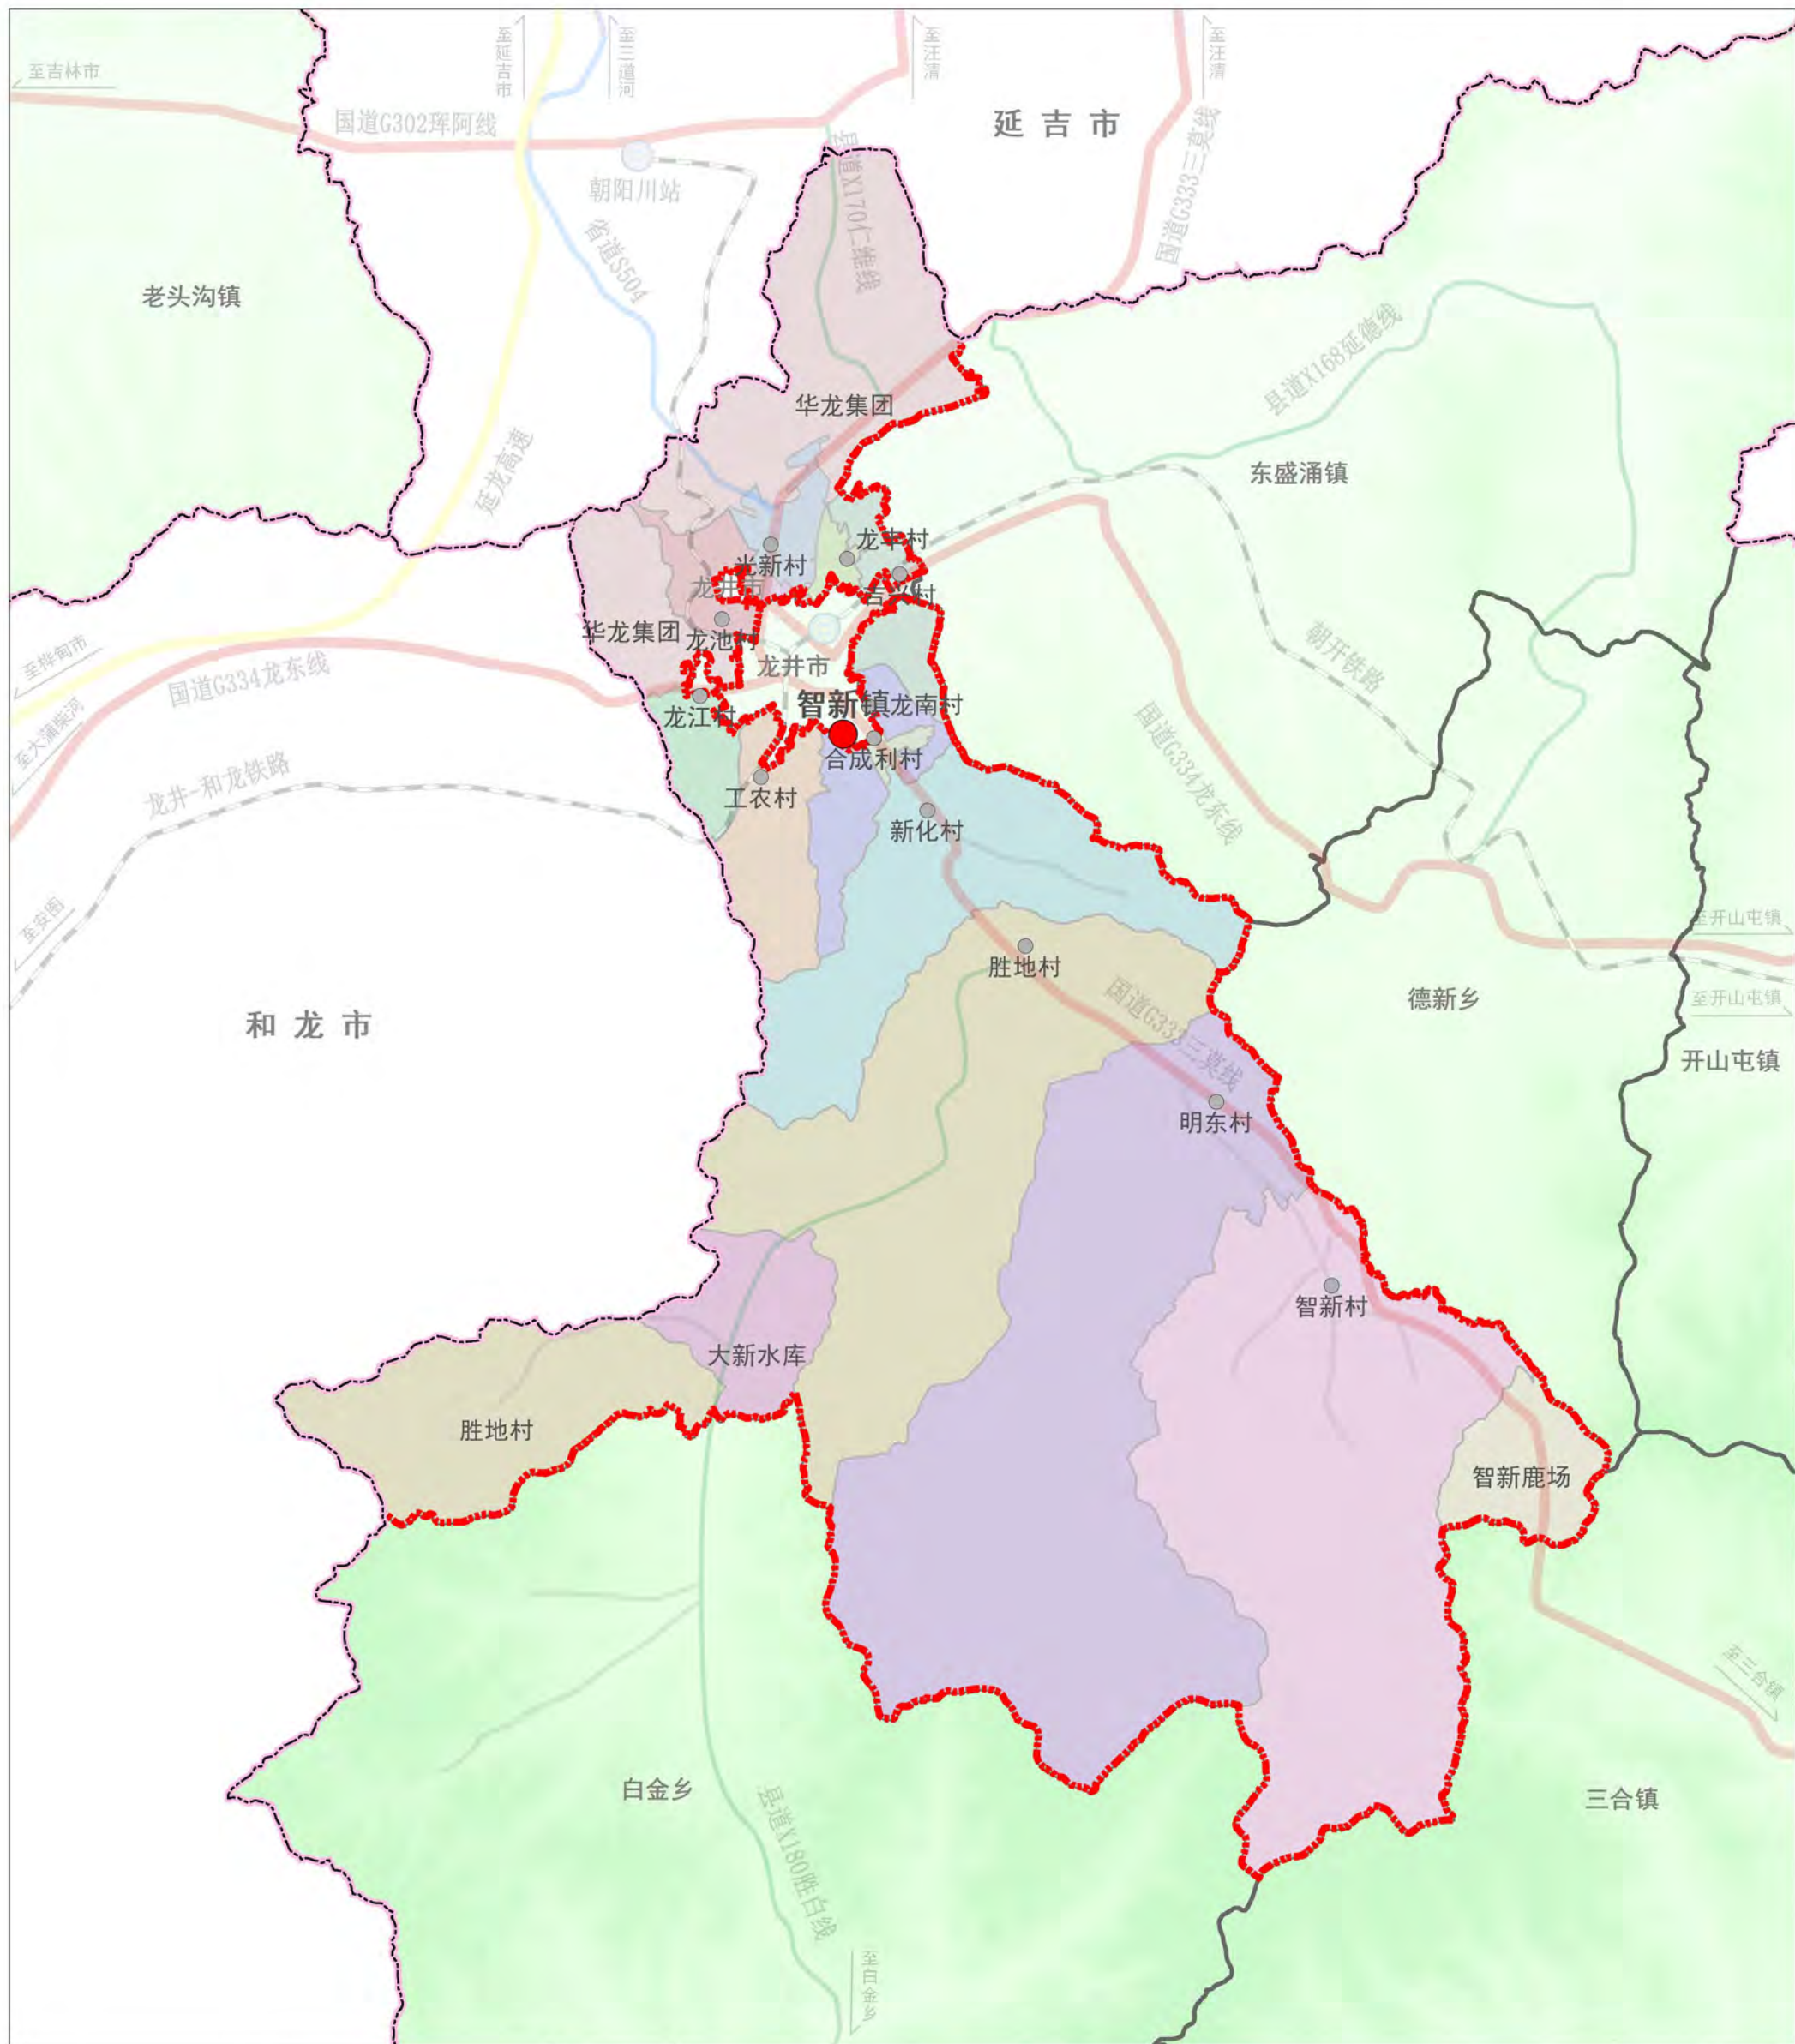 至延吉市
至三道河
至汪清
至汪清
至吉林市
国道G302珲阿线
延吉市
县道X170仁维线
朝阳川站
国道G333三莫线
省道S504
老头沟镇
县道X168延德线
华龙集团
延龙高速
东盛涌镇
龙丰村
光新村
龙井市
吉兴村
华龙集团
龙池村
至桦甸市
国道G334龙东线
龙井市
朝开铁路
智新镇
龙南村
龙江村
至大蒲柴河
国道G334龙东线
合成利村
龙井-和龙铁路
工农村
新化村
至安图
至开山屯镇
胜地村
国道G333三莫线
德新乡
至开山屯镇
和龙市
开山屯镇
明东村
智新村
大新水库
胜地村
智新鹿场
至三合镇
白金乡
三合镇
县道X180胜白线
至白金乡